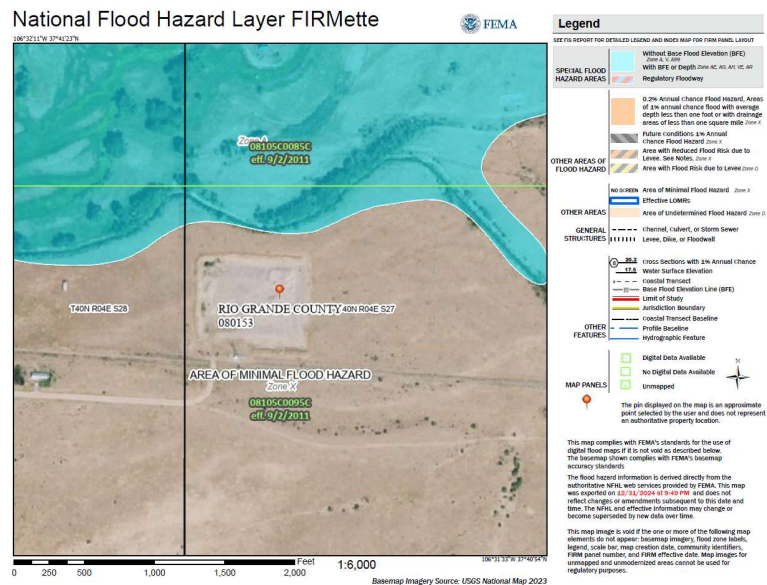 National Flood Hazard Layer FIRMette
FEMA
106°32'11"W 37°41'23"N
Zone A
08105C0085C
eff. 9/2/2011
T40N R04E S28
RIO GRANDE COUNTY
40N R04E S27
080153
AREA OF MINIMAL FLOOD HAZARD
Zone X
08105C0095C
eff. 9/2/2011
106°31'33"W 37°40'54"N
0 250 500 1,000 1,500 2,000
Feet
1:6,000
Basemap Imagery Source: USGS National Map 2023
Legend
SEE FIS REPORT FOR DETAILED LEGEND AND INDEX MAP FOR FIRM PANEL LAYOUT
SPECIAL FLOOD
HAZARD AREAS
Without Base Flood Elevation (BFE)
Zone A, V, A99
With BFE or Depth Zone AE, AO, AH, VE, AR
Regulatory Floodway
0.2% Annual Chance Flood Hazard, Areas
of 1% annual chance flood with average
depth less than one foot or with drainage
areas of less than one square mile Zone X
Future Conditions 1% Annual
Chance Flood Hazard Zone X
Area with Reduced Flood Risk due to
Levee. See Notes. Zone X
Area with Flood Risk due to Levee Zone D
OTHER AREAS OF
FLOOD HAZARD
NO SCREEN Area of Minimal Flood Hazard Zone X
Effective LOMRs
OTHER AREAS
Area of Undetermined Flood Hazard Zone D
GENERAL
STRUCTURES
Channel, Culvert, or Storm Sewer
Levee, Dike, or Floodwall
B 20.2 Cross Sections with 1% Annual Chance
17.5 Water Surface Elevation
Coastal Transect
Base Flood Elevation Line (BFE)
Limit of Study
Jurisdiction Boundary
Coastal Transect Baseline
OTHER
FEATURES
Profile Baseline
Hydrographic Feature
Digital Data Available
No Digital Data Available
Unmapped
MAP PANELS
N
The pin displayed on the map is an approximate
point selected by the user and does not represent
an authoritative property location.
This map complies with FEMA's standards for the use of
digital flood maps if it is not void as described below.
The basemap shown complies with FEMA's basemap
accuracy standards
The flood hazard information is derived directly from the
authoritative NFHL web services provided by FEMA. This map
was exported on 12/31/2024 at 9:49 PM and does not
reflect changes or amendments subsequent to this date and
time. The NFHL and effective information may change or
become superseded by new data over time.
This map image is void if the one or more of the following map
elements do not appear: basemap imagery, flood zone labels,
legend, scale bar, map creation date, community identifiers,
FIRM panel number, and FIRM effective date. Map images for
unmapped and unmodernized areas cannot be used for
regulatory purposes.